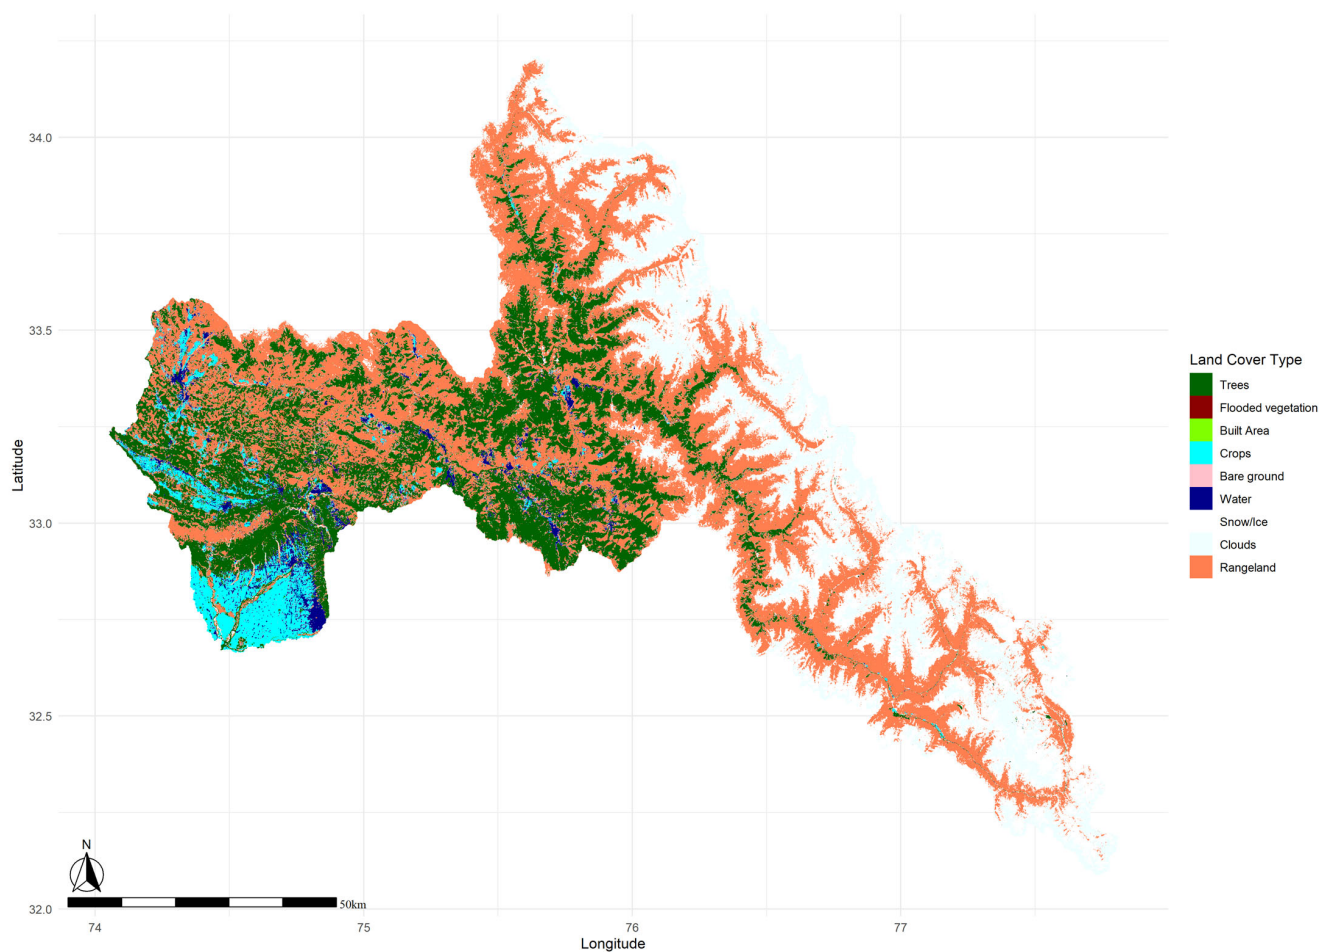 34.0
33.5
33.0
32.5
32.0
Latitude
74
75
76
77
Longitude
N
50km
Land Cover Type
Trees
Flooded vegetation
Built Area
Crops
Bare ground
Water
Snow/Ice
Clouds
Rangeland